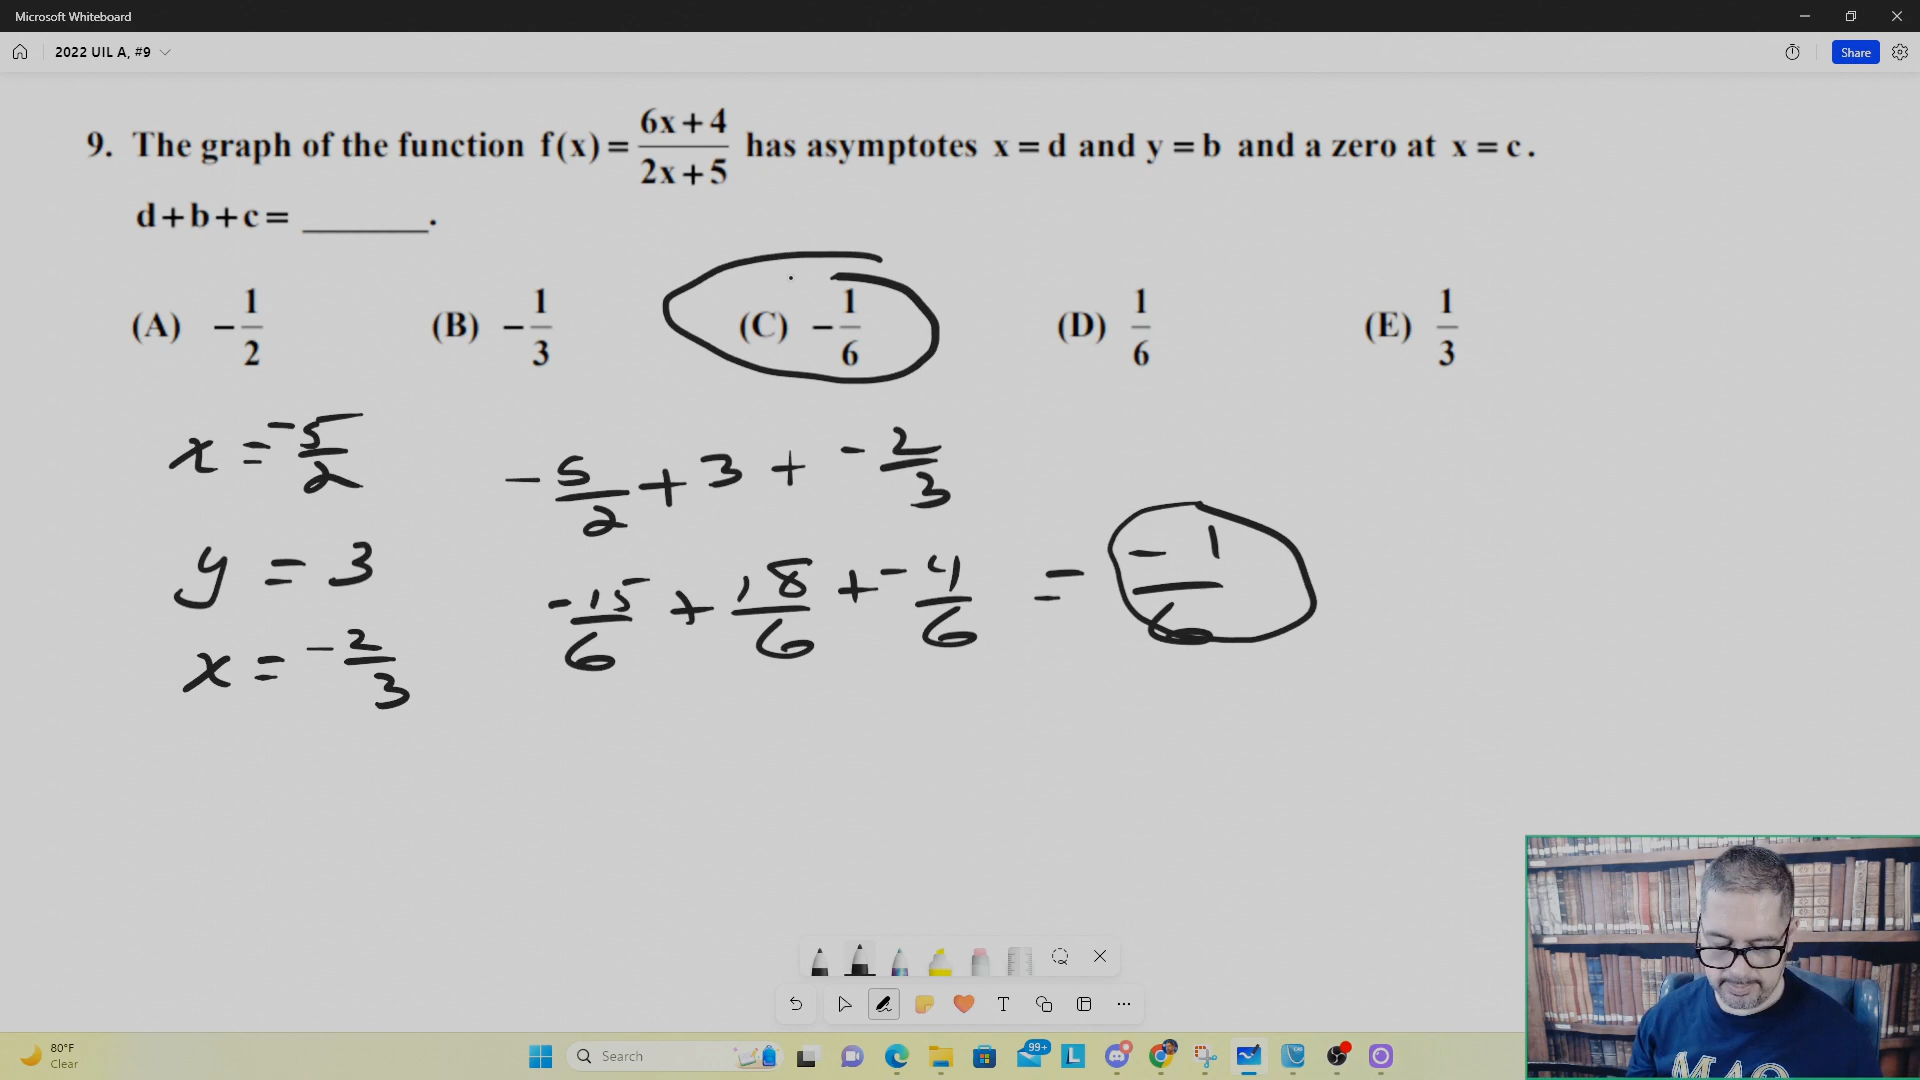 Microsoft Whiteboard
2022 UIL A, #9
Share
9. The graph of the function f(x) = (6x + 4)/(2x + 5) has asymptotes x = d and y = b and a zero at x = c.
d + b + c = ________.
(A) -1/2 (B) -1/3 (C) -1/6 (D) 1/6 (E) 1/3
x = -5/2
-5/2 + 3 + -2/3
y = 3
-15/6 + 18/6 + -4/6 = -1/6
x = -2/3
T
MAO
80°F
Clear
Search
99+
L